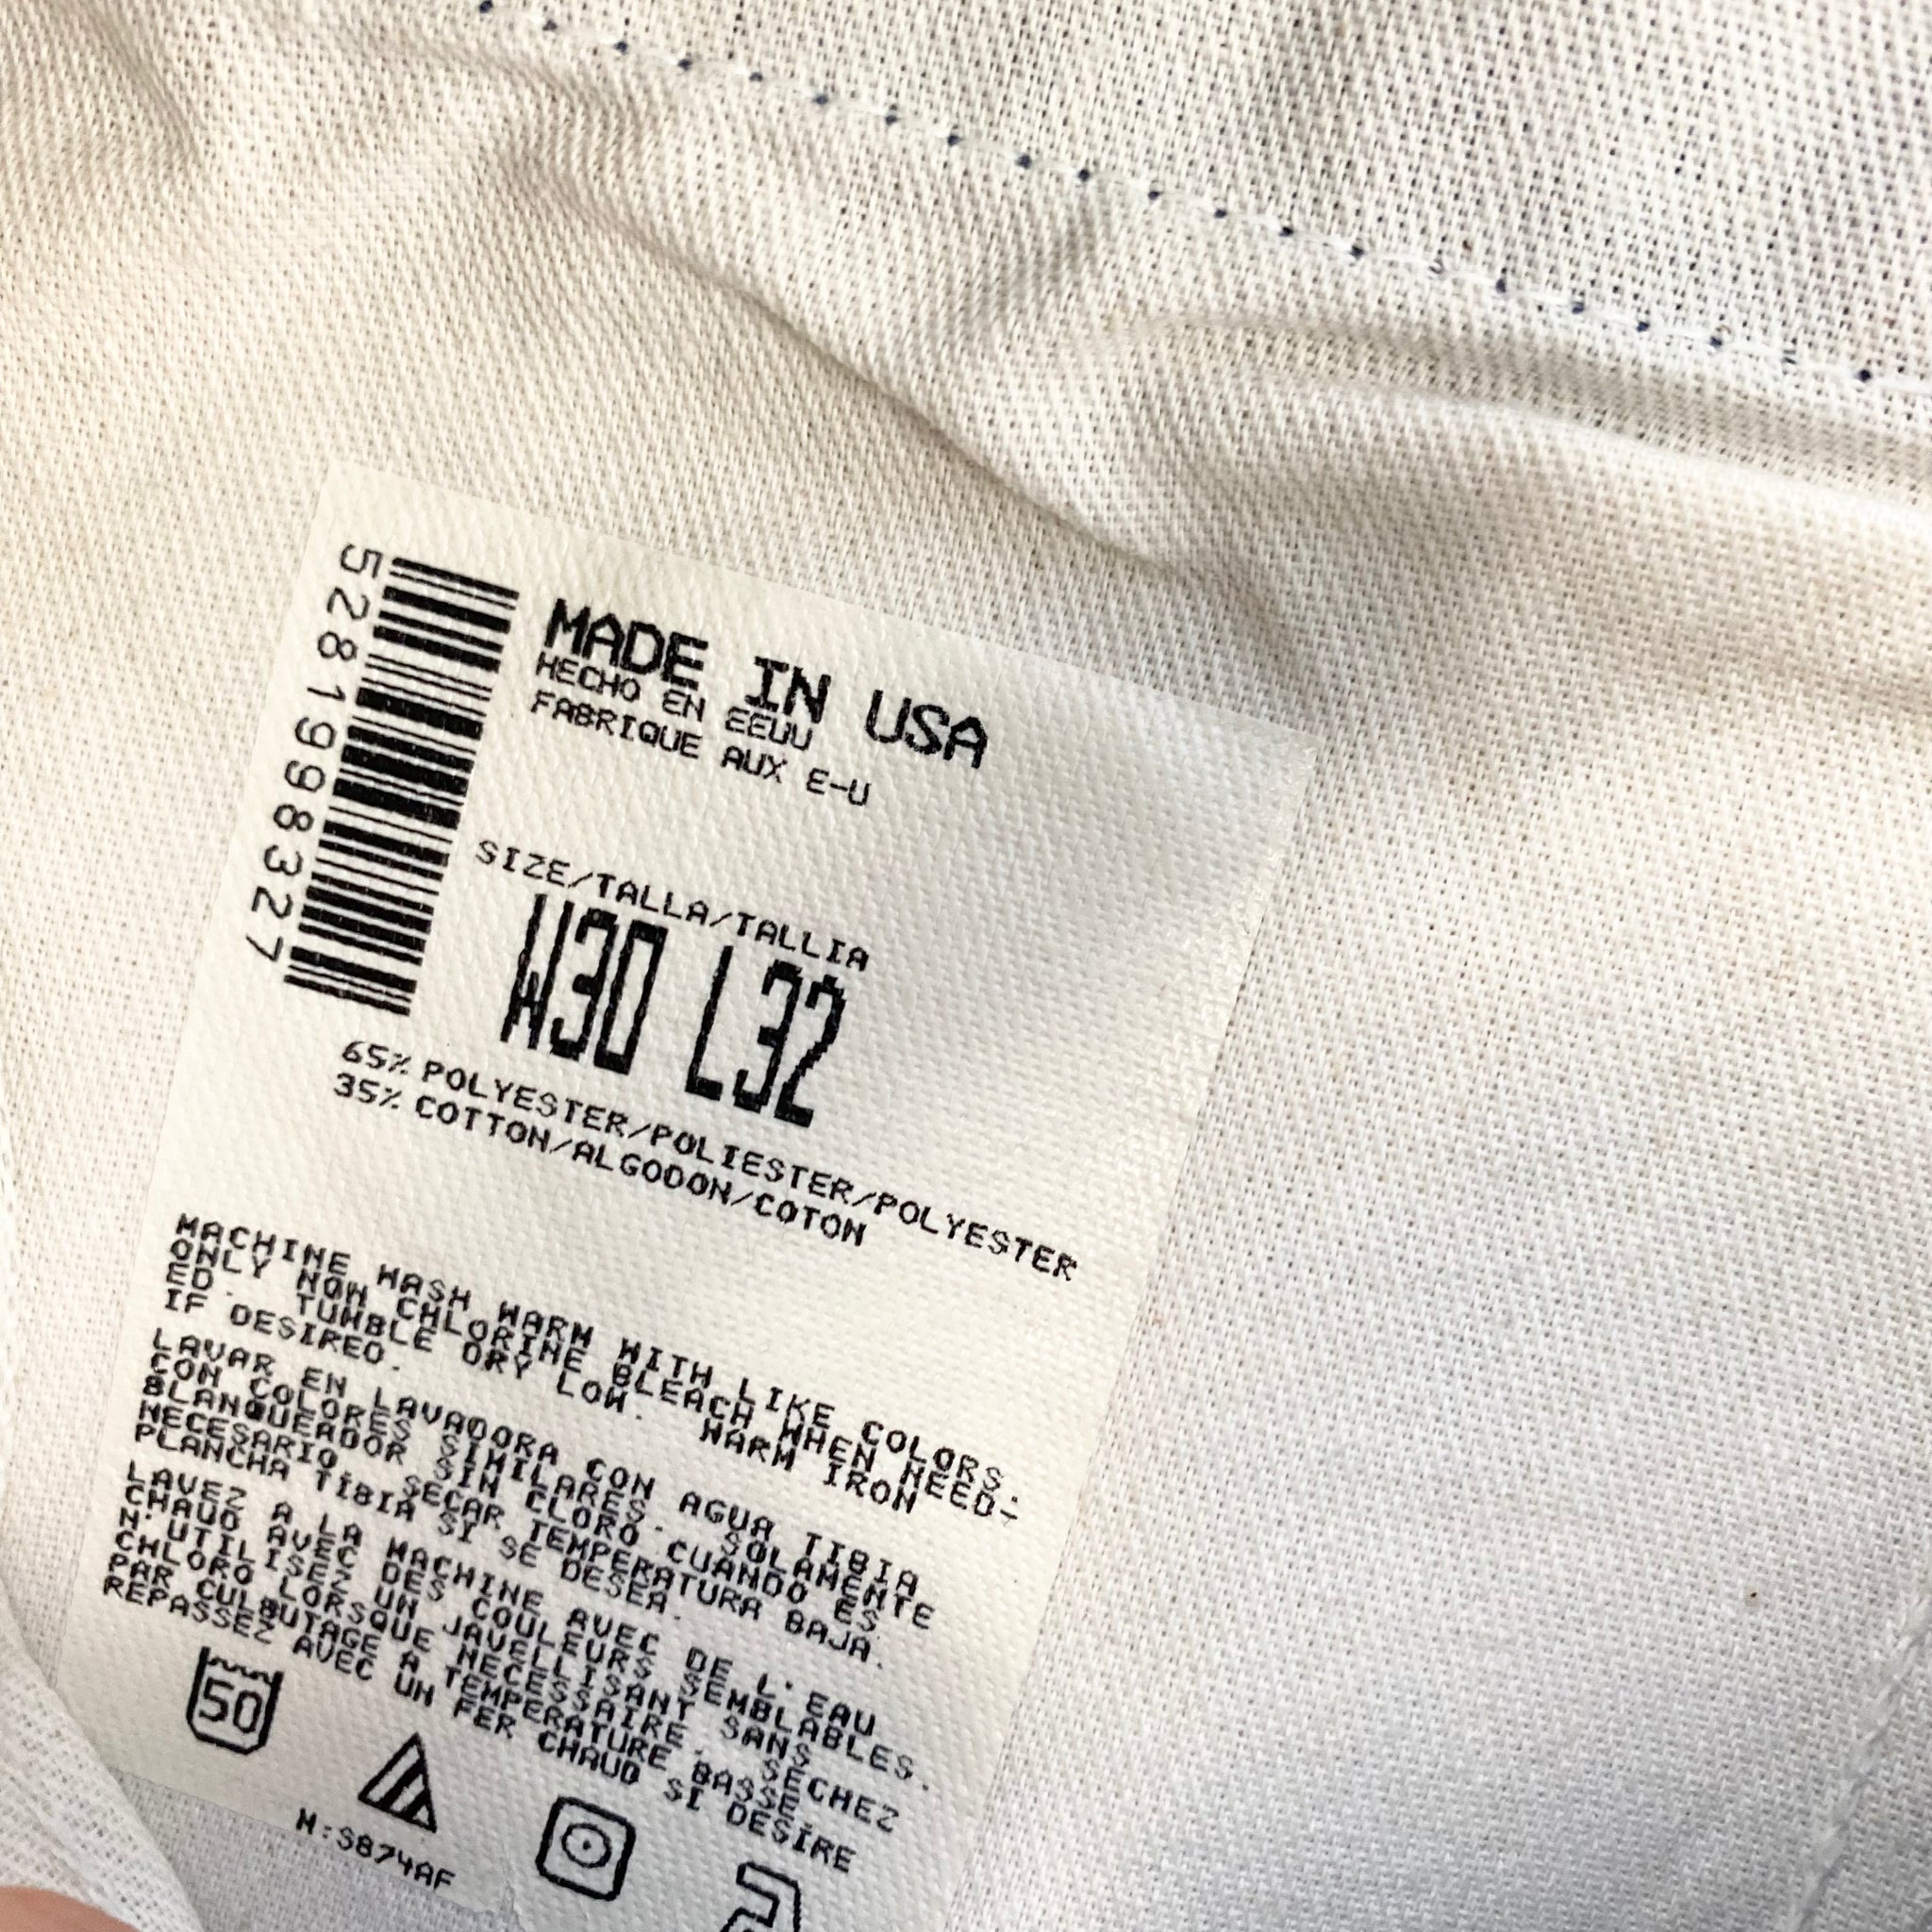 5281998327
MADE IN USA
HECHO EN EEUU
FABRIQUE AUX E-U
SIZE/TALLA/TALLIA
W30 L32
65% POLYESTER/POLIESTER/POLYESTER
35% COTTON/ALGODON/COTON
MACHINE WASH WARM WITH LIKE COLORS.
ONLY NON CHLORINE BLEACH WHEN NEED-
ED. TUMBLE DRY LOW. WARM IRON
IF DESIRED.
LAVAR EN LAVADORA CON AGUA TIBIA
CON COLORES SIMILARES. SOLAMENTE
BLANQUEADOR SIN CLORO CUANDO ES
NECESARIO. SECAR TEMPERATURA BAJA.
PLANCHA TIBIA SI SE DESEA.
LAVEZ A LA MACHINE AVEC DE L'EAU
CHAUD AVEC DES COULEURS SEMBLABLES.
N'UTILISEZ UN JAVELLISANT SANS
CHLORO LORSQUE NECESSAIRE. SECHEZ
PAR CULBUTAGE A TEMPERATURE BASSE.
REPASSEZ AVEC UN FER CHAUD SI DESIRE
50
M:S874AF